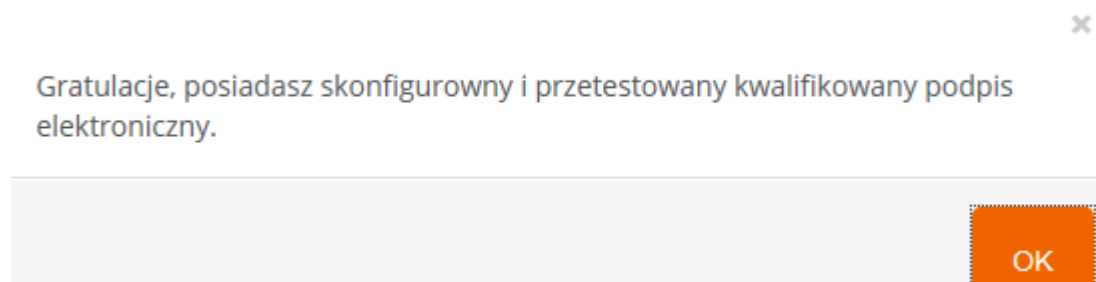 Gratulacje, posiadasz skonfigurowny i przetestowany kwalifikowany podpis
elektroniczny.
OK